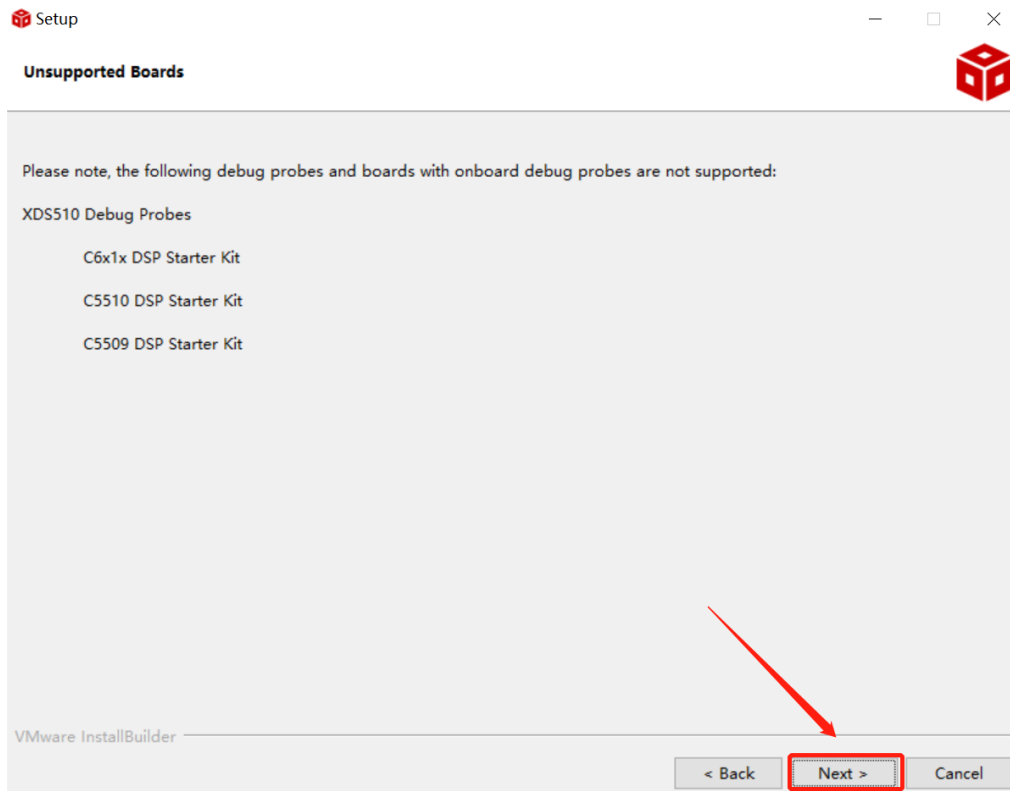 Setup
Unsupported Boards
Please note, the following debug probes and boards with onboard debug probes are not supported:
XDS510 Debug Probes
C6x1x DSP Starter Kit
C5510 DSP Starter Kit
C5509 DSP Starter Kit
VMware InstallBuilder
< Back Next > Cancel